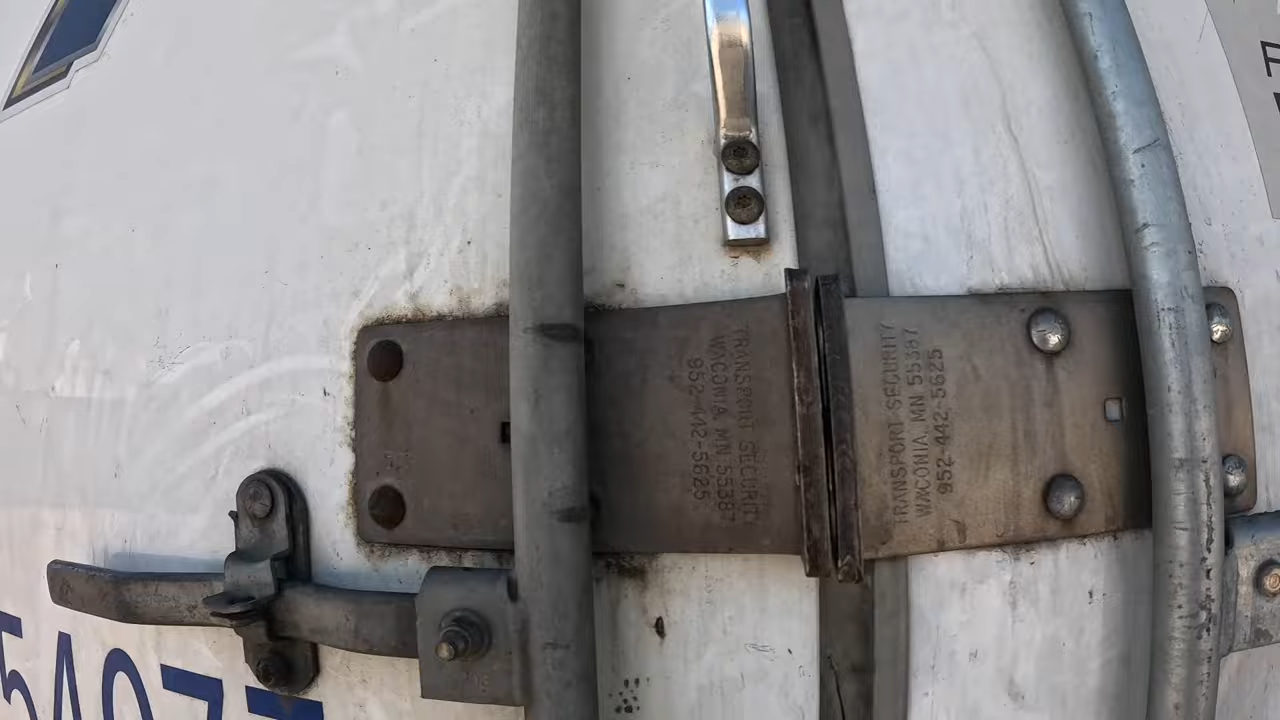 TRANSPORT SECURITY
WACONIA, MN 55387
952-442-5625
TRANSPORT SECURITY
WACONIA, MN 55387
952-442-5625